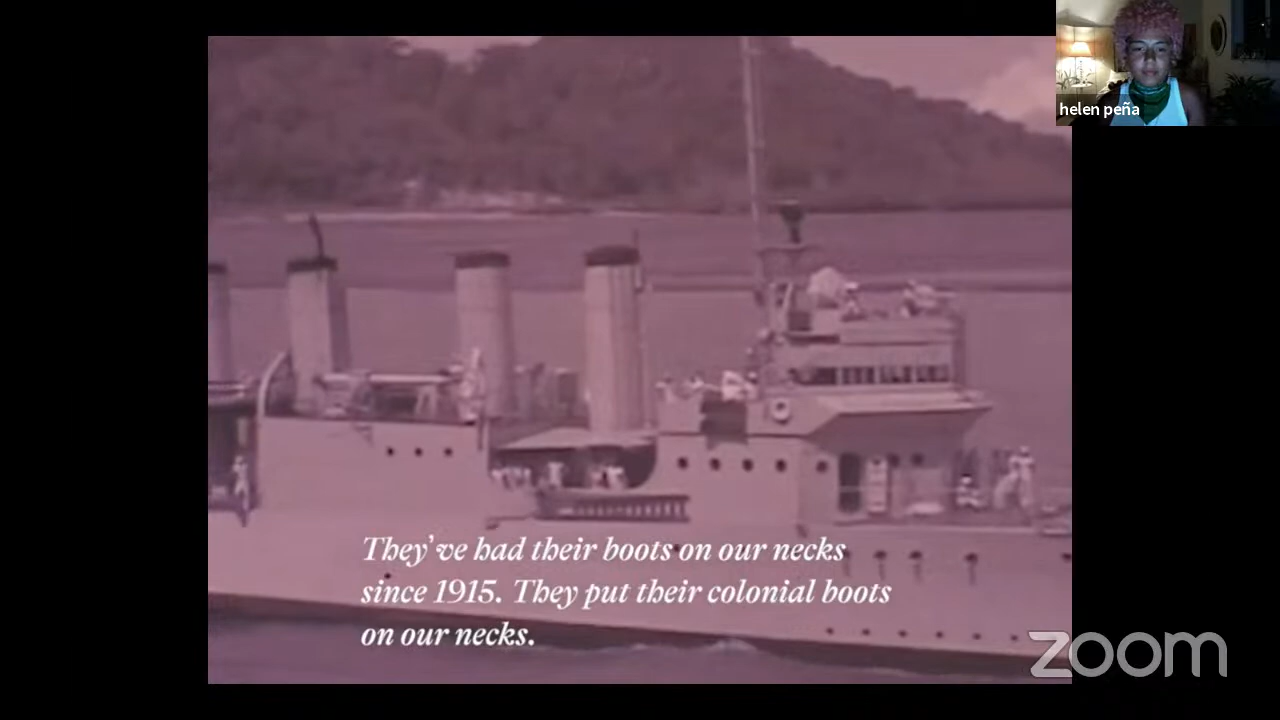 helen peña
They've had their boots on our necks
since 1915. They put their colonial boots
on our necks.
zoom